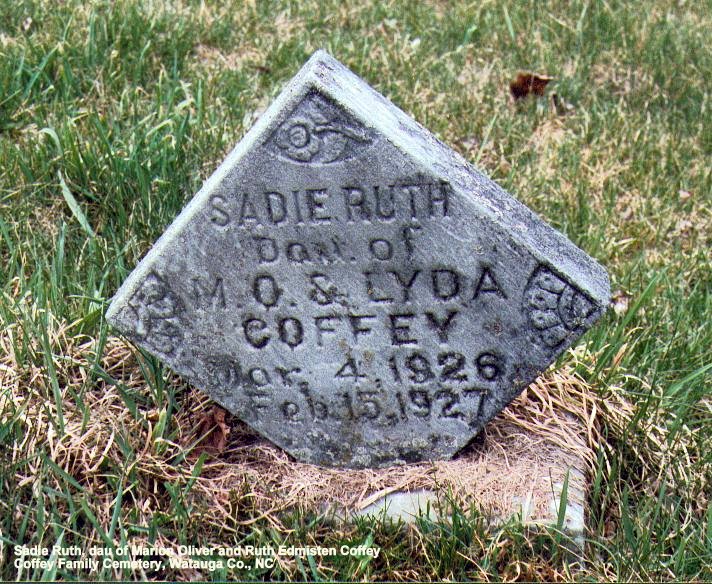 SADIE RUTH
Dau. of
M. O. & LYDA
COFFEY
Mar. 4, 1926
Feb. 15, 1927
Sadie Ruth, dau of Marion Oliver and Ruth Edmisten Coffey
Coffey Family Cemetery, Watauga Co., NC